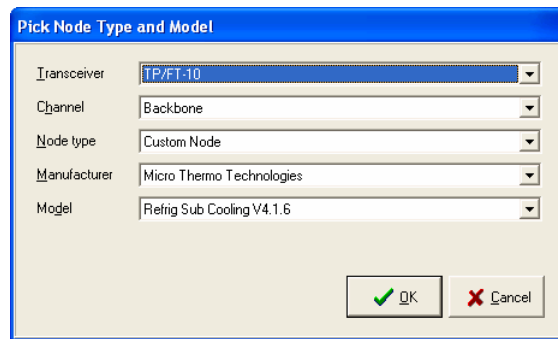 Pick Node Type and Model
Transceiver TP/FT-10
Channel Backbone
Node type Custom Node
Manufacturer Micro Thermo Technologies
Model Refrig Sub Cooling V4.1.6
OK Cancel